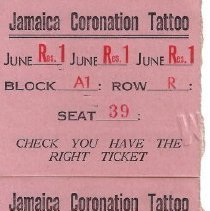 Jamaica Coronation Tattoo
JUNE Res. 1 JUNE Res. 1 JUNE Res. 1
BLOCK A1 : ROW R :
SEAT 39 :
CHECK YOU HAVE THE
RIGHT TICKET
Jamaica Coronation Tattoo